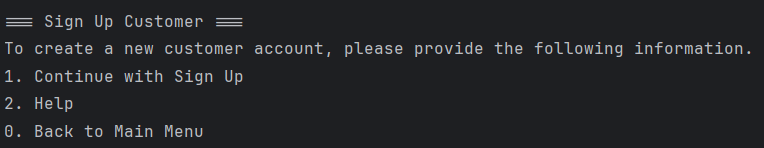 === Sign Up Customer ===
To create a new customer account, please provide the following information.
1. Continue with Sign Up
2. Help
0. Back to Main Menu